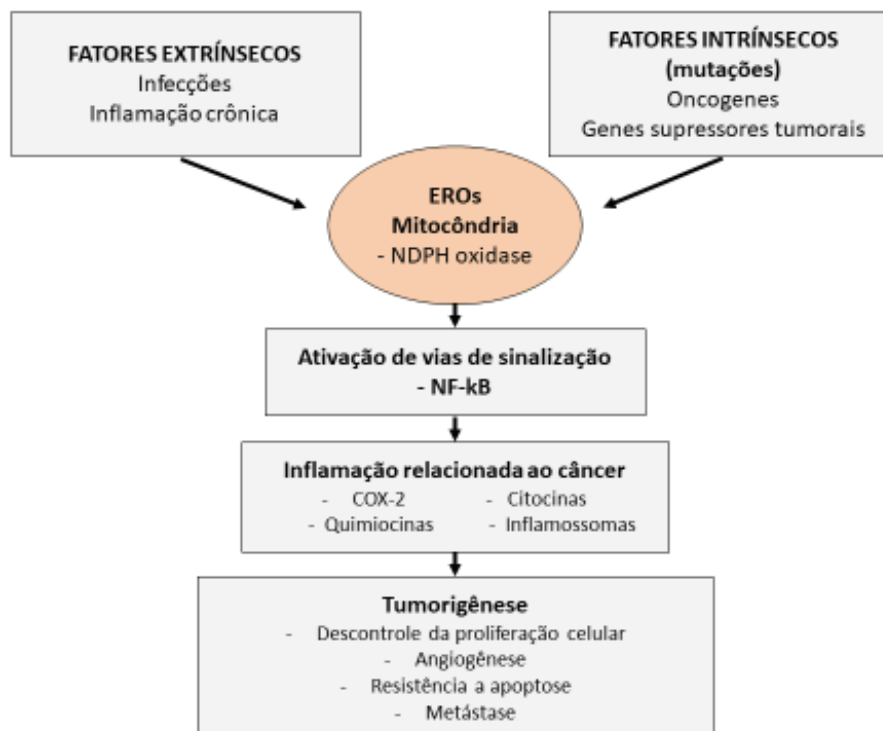 FATORES EXTRÍNSECOS
Infecções
Inflamação crônica
FATORES INTRÍNSECOS
(mutações)
Oncogenes
Genes supressores tumorais
EROs
Mitocôndria
- NDPH oxidase
Ativação de vias de sinalização
- NF-kB
Inflamação relacionada ao câncer
- COX-2 - Citocinas
- Quimiocinas - Inflamossomas
Tumorigênese
- Descontrole da proliferação celular
- Angiogênese
- Resistência a apoptose
- Metástase